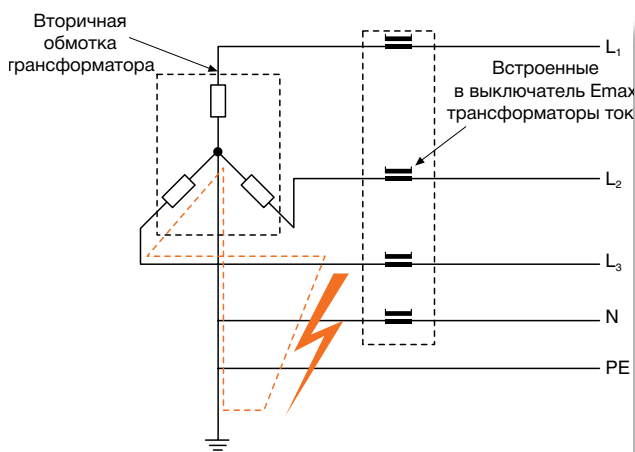 Вторичная
обмотка
трансформатора
L₁
Встроенные
в выключатель Emax
трансформаторы ток
L₂
L₃
N
PE